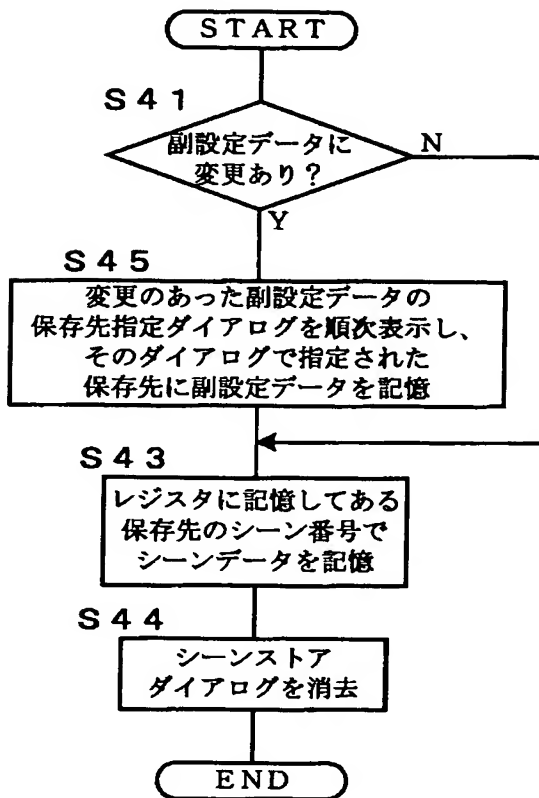 START
S41
副設定データに
変更あり？
N
Y
S45
変更のあった副設定データの
保存先指定ダイアログを順次表示し、
そのダイアログで指定された
保存先に副設定データを記憶
S43
レジスタに記憶してある
保存先のシーン番号で
シーンデータを記憶
S44
シーンストア
ダイアログを消去
END